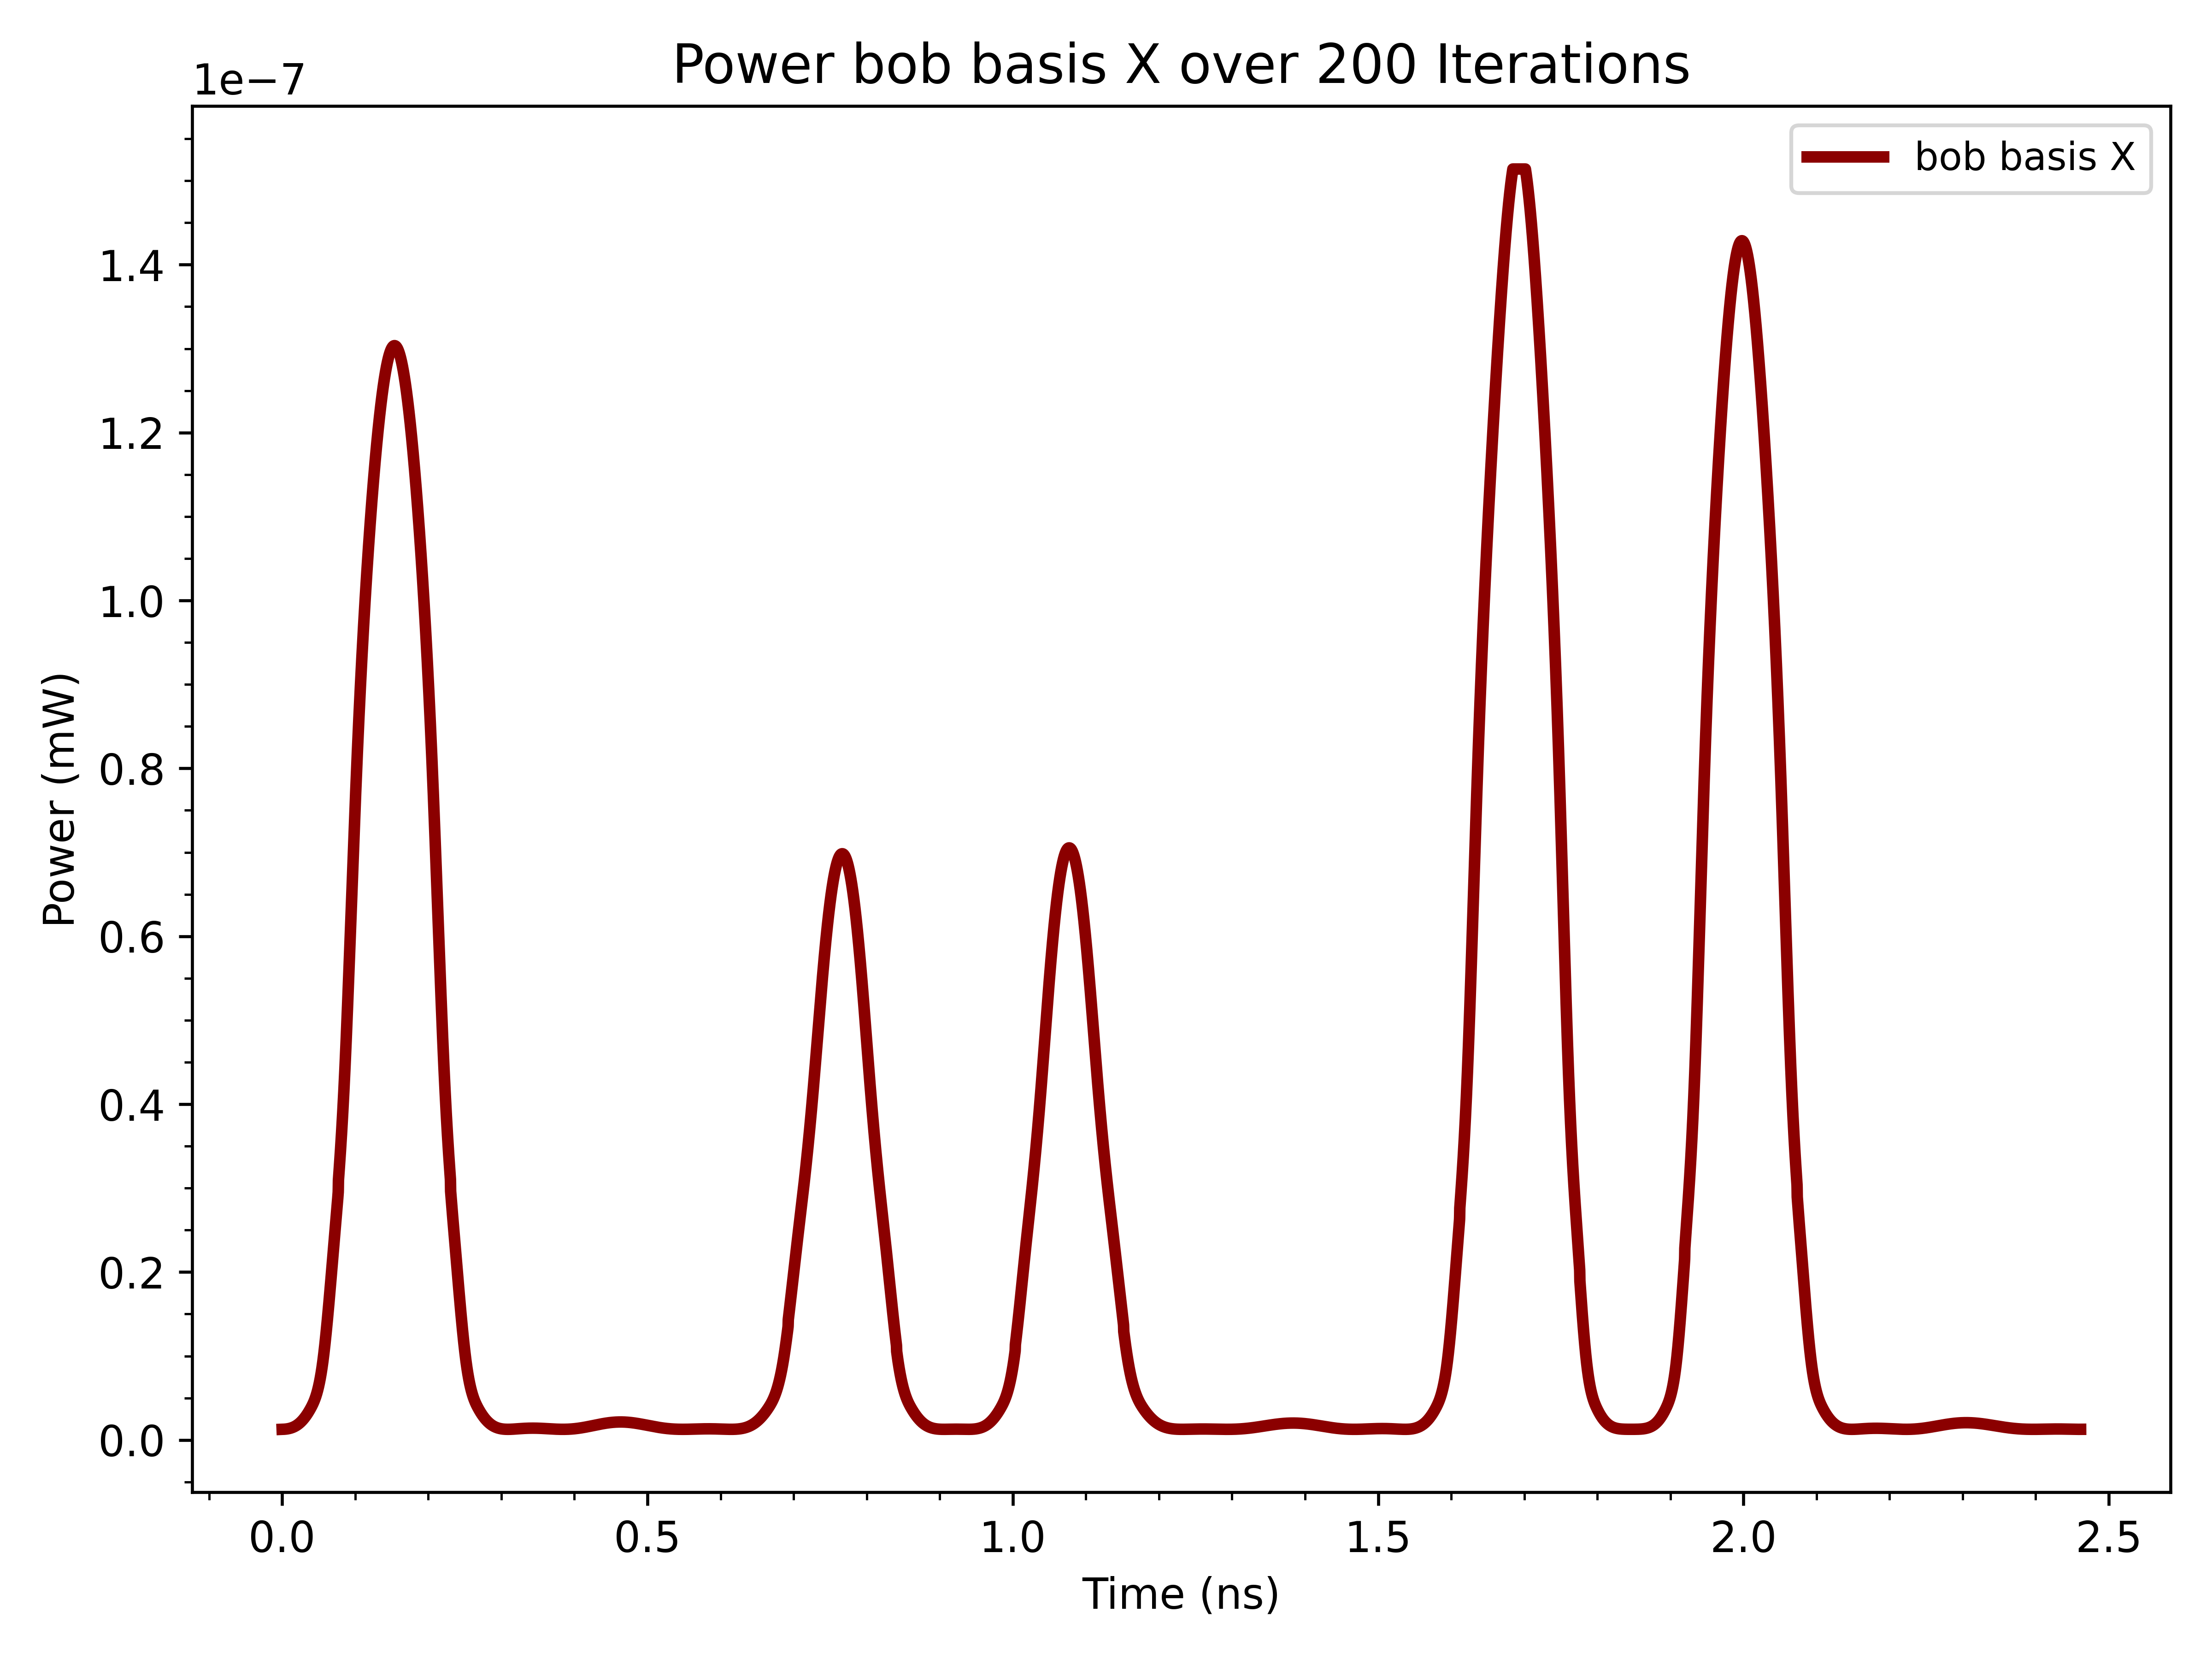 Power bob basis X over 200 Iterations
1e−7
bob basis X
1.4
1.2
1.0
0.8
0.6
0.4
0.2
0.0
Power (mW)
0.0 0.5 1.0 1.5 2.0 2.5
Time (ns)